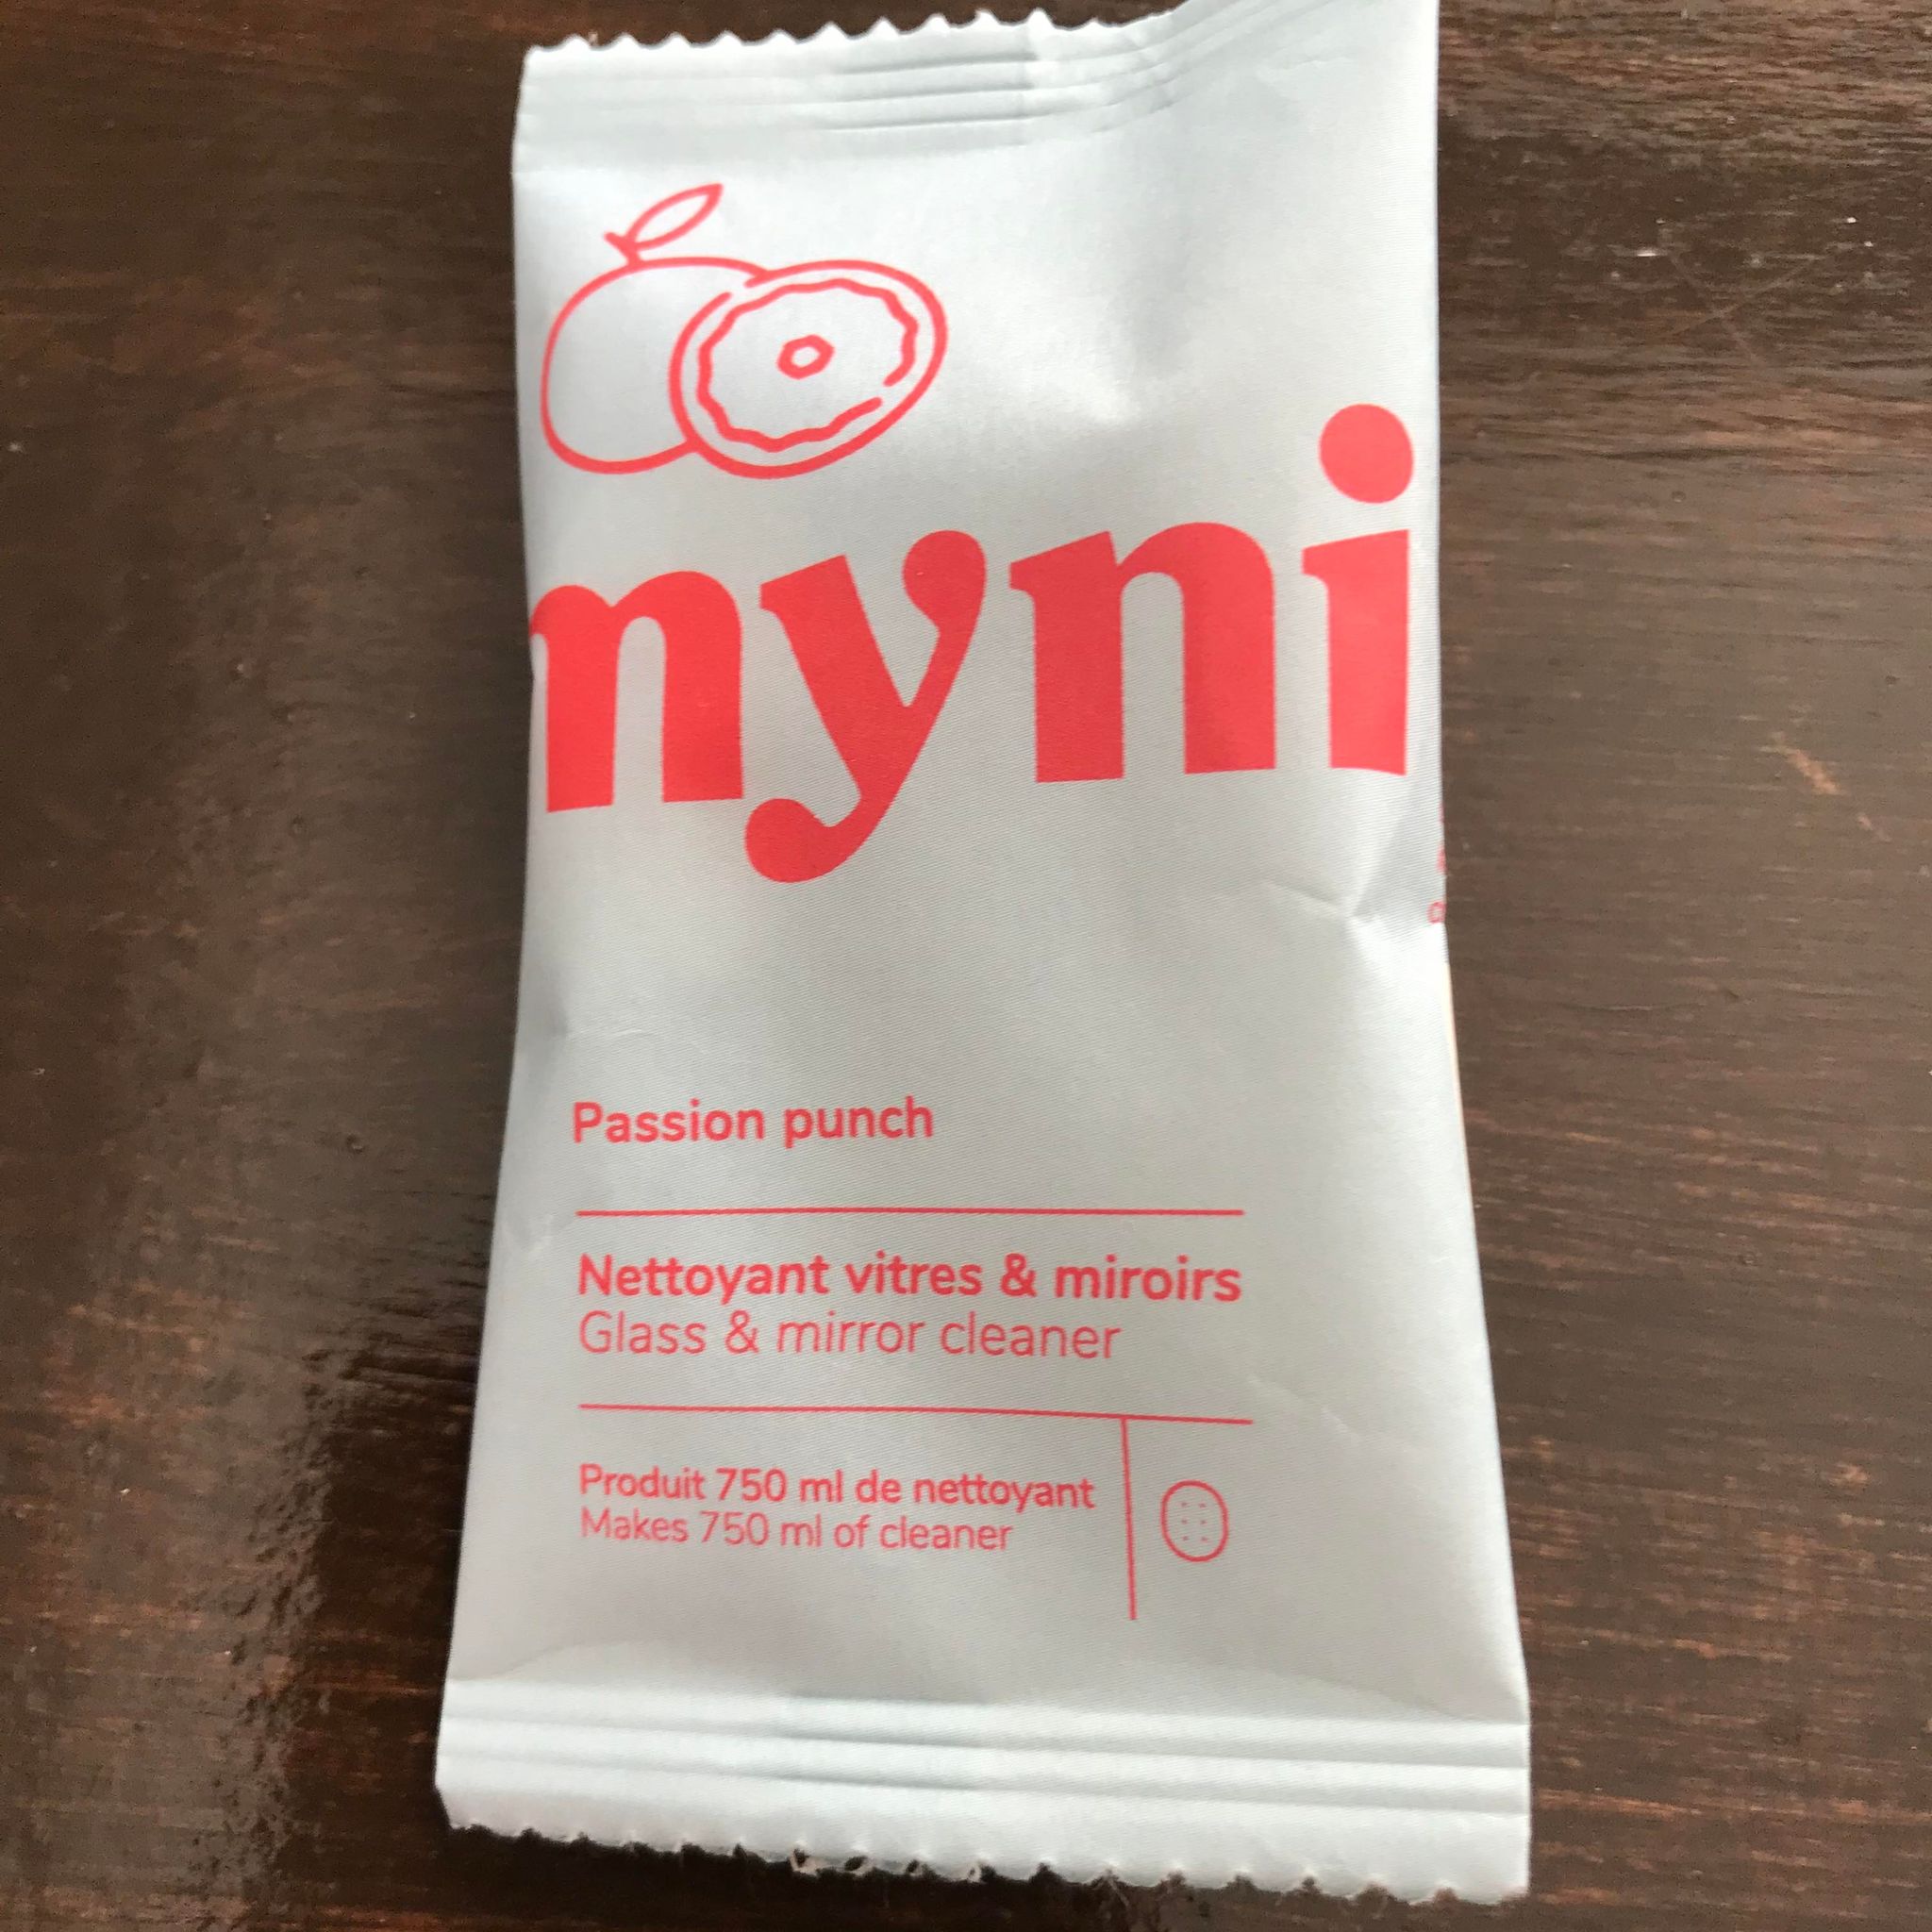 myni
Passion punch
Nettoyant vitres & miroirs
Glass & mirror cleaner
Produit 750 ml de nettoyant
Makes 750 ml of cleaner